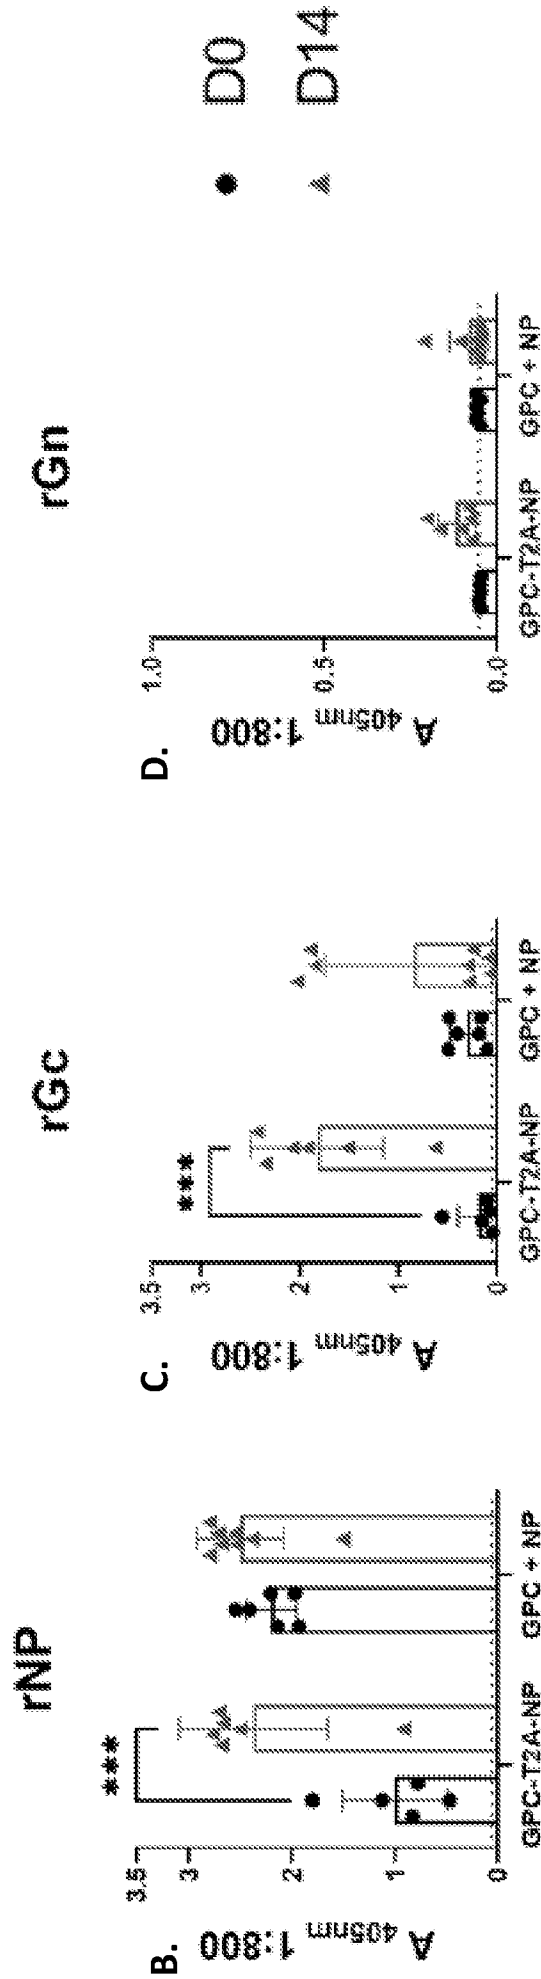 B.
rNP
A 405nm 1:800
3.5
3
2
1
0
***
GPC-T2A-NP
GPC + NP
C.
rGc
A 405nm 1:800
3.5
3
2
1
0
***
GPC-T2A-NP
GPC + NP
D.
rGn
A 405nm 1:800
1.0
0.5
0.0
GPC-T2A-NP
GPC + NP
D0
D14